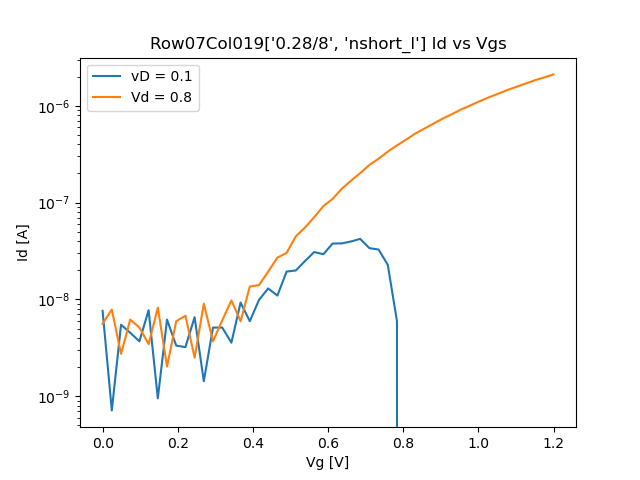 Row07Col019['0.28/8', 'nshort_l'] Id vs Vgs
vD = 0.1
Vd = 0.8
Id [A]
10⁻⁶
10⁻⁷
10⁻⁸
10⁻⁹
0.0 0.2 0.4 0.6 0.8 1.0 1.2
Vg [V]